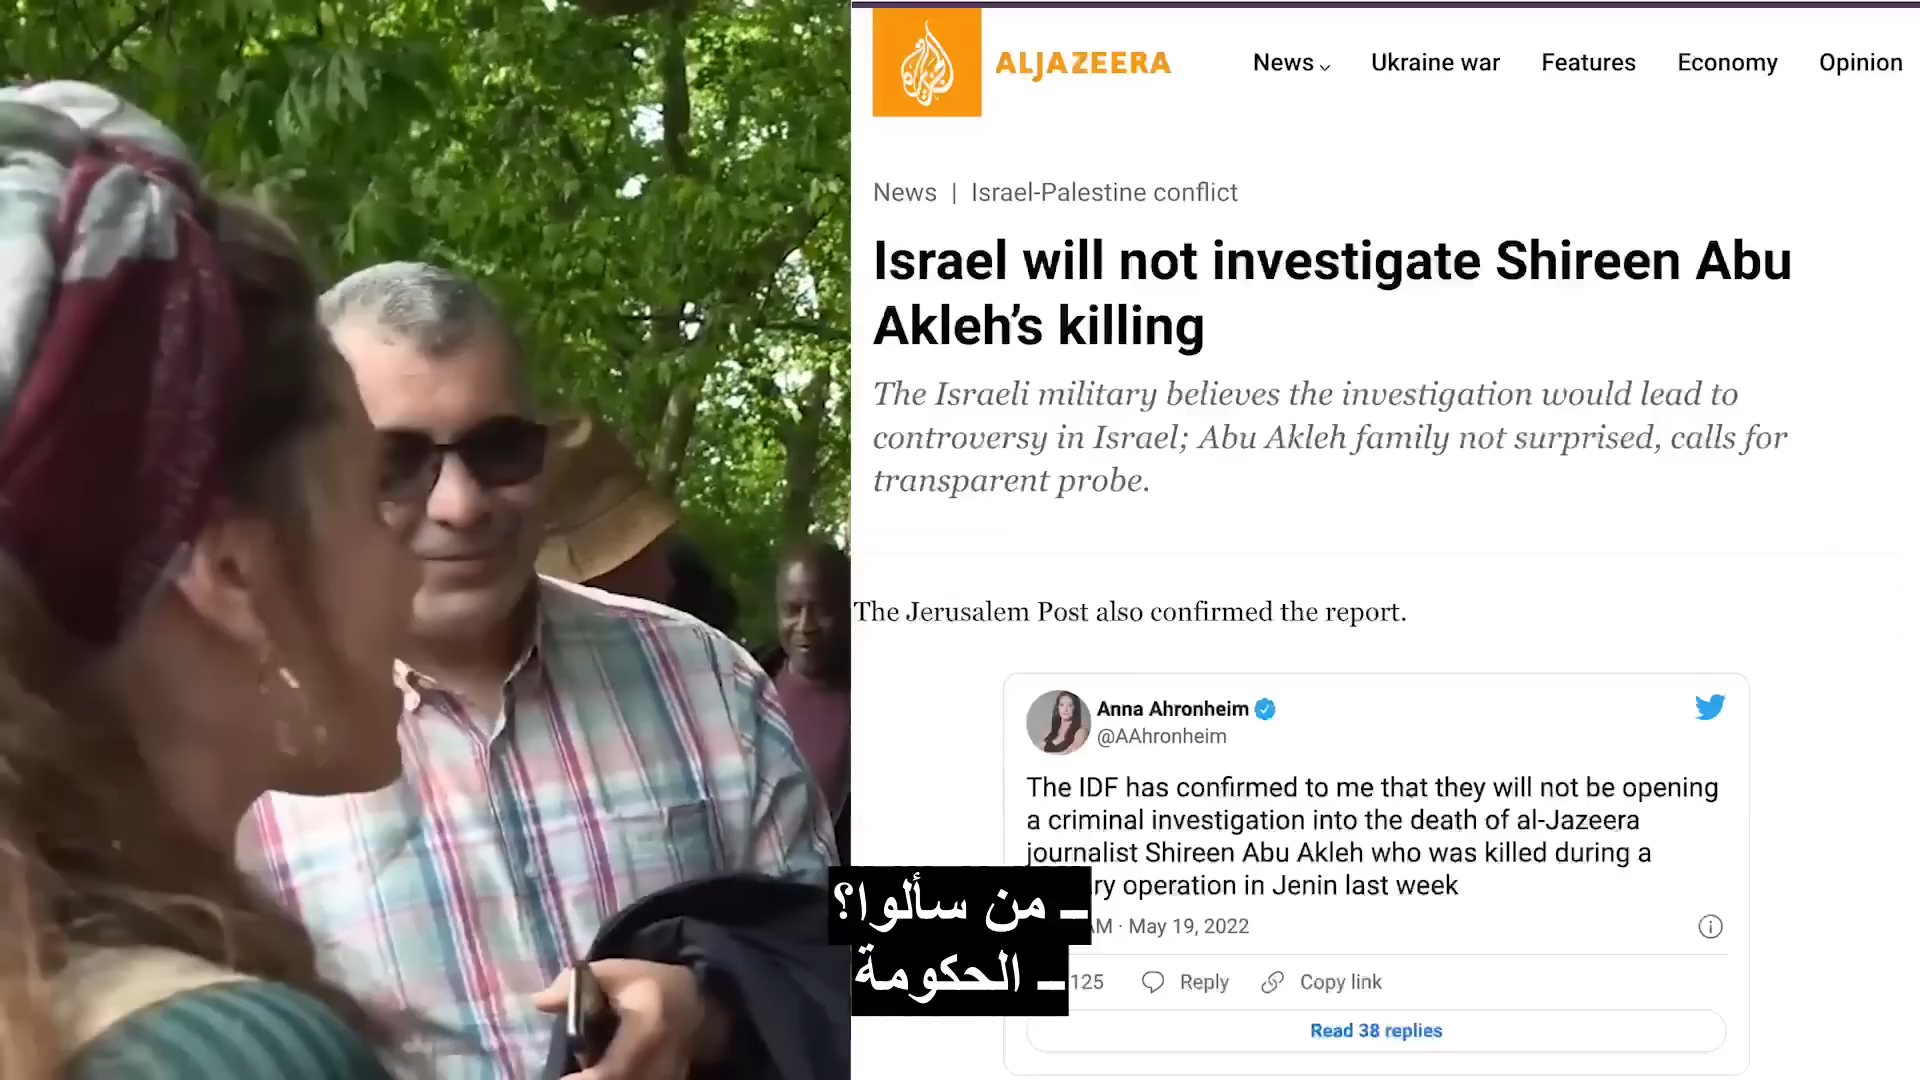 ALJAZEERA
News Ukraine war Features Economy Opinion
News | Israel-Palestine conflict
Israel will not investigate Shireen Abu
Akleh’s killing
The Israeli military believes the investigation would lead to
controversy in Israel; Abu Akleh family not surprised, calls for
transparent probe.
The Jerusalem Post also confirmed the report.
Anna Ahronheim
@AAhronheim
The IDF has confirmed to me that they will not be opening
a criminal investigation into the death of al-Jazeera
journalist Shireen Abu Akleh who was killed during a
operation in Jenin last week
AM · May 19, 2022
125 Reply Copy link
Read 38 replies
ــ من سألوا؟
ــ الحكومة